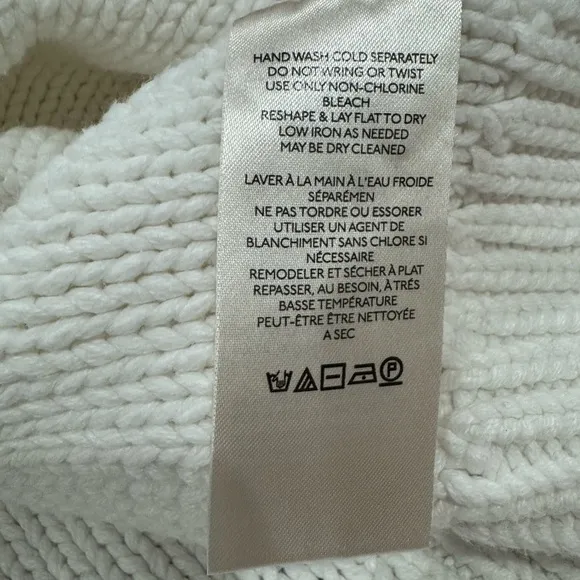 HAND WASH COLD SEPARATELY
DO NOT WRING OR TWIST
USE ONLY NON-CHLORINE
BLEACH
RESHAPE & LAY FLAT TO DRY
LOW IRON AS NEEDED
MAY BE DRY CLEANED
LAVER À LA MAIN À L'EAU FROIDE
SÉPARÉMEN
NE PAS TORDRE OU ESSORER
UTILISER UN AGENT DE
BLANCHIMENT SANS CHLORE SI
NÉCESSAIRE
REMODELER ET SÉCHER À PLAT
REPASSER, AU BESOIN, À TRÉS
BASSE TEMPÉRATURE
PEUT-ÊTRE ÊTRE NETTOYÉE
A SEC
P